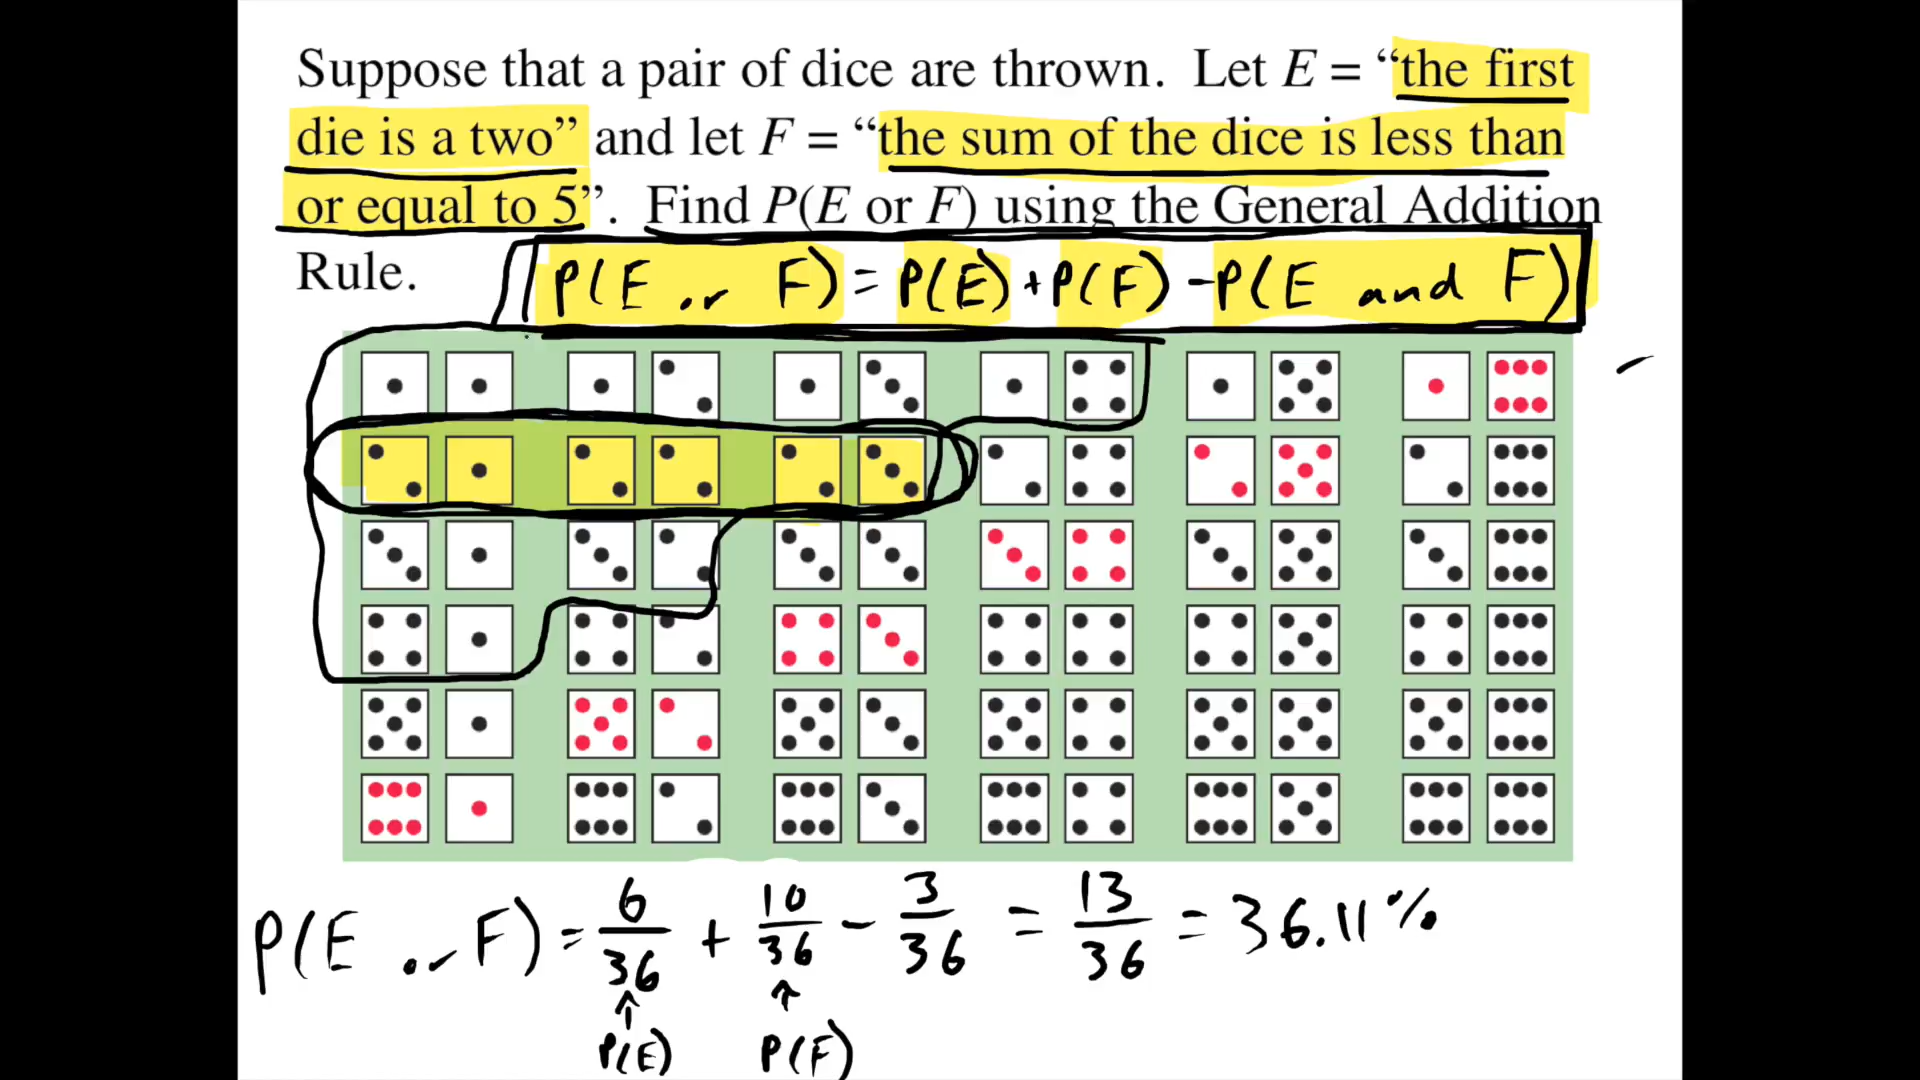 Suppose that a pair of dice are thrown. Let E = “the first
die is a two” and let F = “the sum of the dice is less than
or equal to 5”. Find P(E or F) using the General Addition
Rule.
P(E or F) = P(E) + P(F) - P(E and F)
P(E or F) = 6/36 + 10/36 - 3/36 = 13/36 = 36.11%
↑ ↑
P(E) P(F)